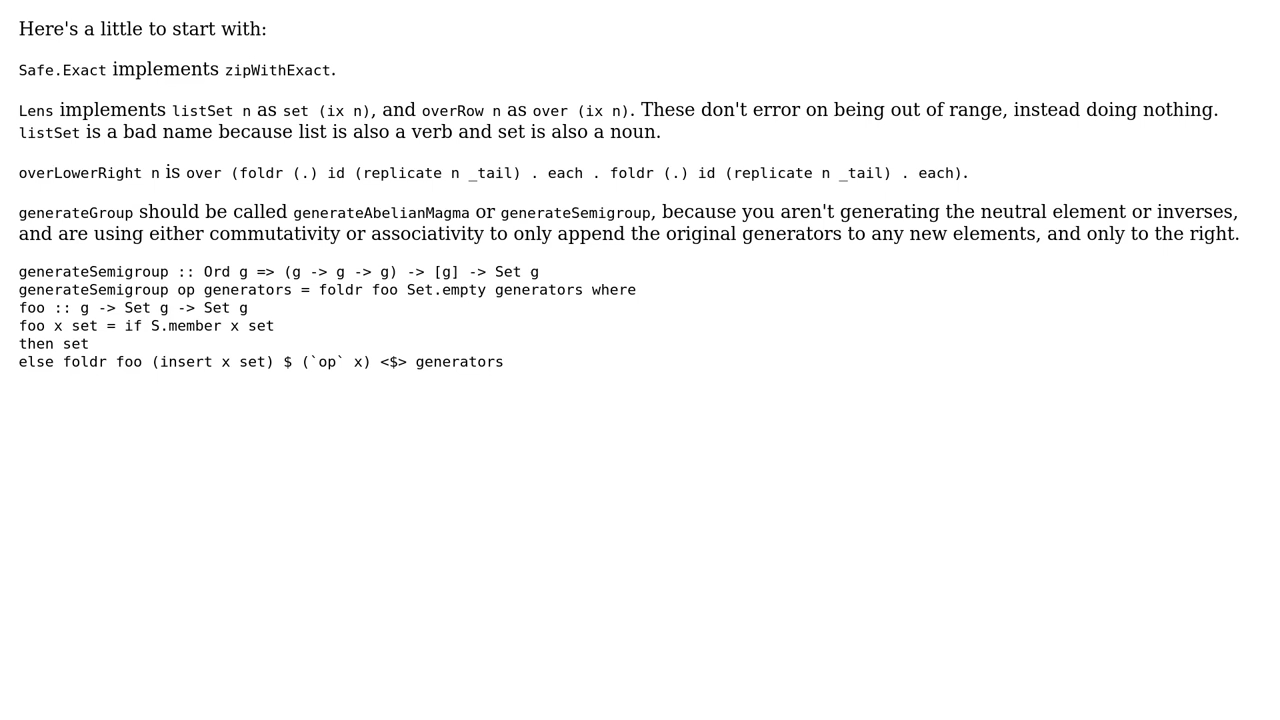 Here's a little to start with:
Safe.Exact implements zipWithExact.
Lens implements listSet n as set (ix n), and overRow n as over (ix n). These don't error on being out of range, instead doing nothing.
listSet is a bad name because list is also a verb and set is also a noun.
overLowerRight n is over (foldr (.) id (replicate n _tail) . each . foldr (.) id (replicate n _tail) . each).
generateGroup should be called generateAbelianMagma or generateSemigroup, because you aren't generating the neutral element or inverses,
and are using either commutativity or associativity to only append the original generators to any new elements, and only to the right.
generateSemigroup :: Ord g => (g -> g -> g) -> [g] -> Set g
generateSemigroup op generators = foldr foo Set.empty generators where
foo :: g -> Set g -> Set g
foo x set = if S.member x set
then set
else foldr foo (insert x set) $ (`op` x) <$> generators